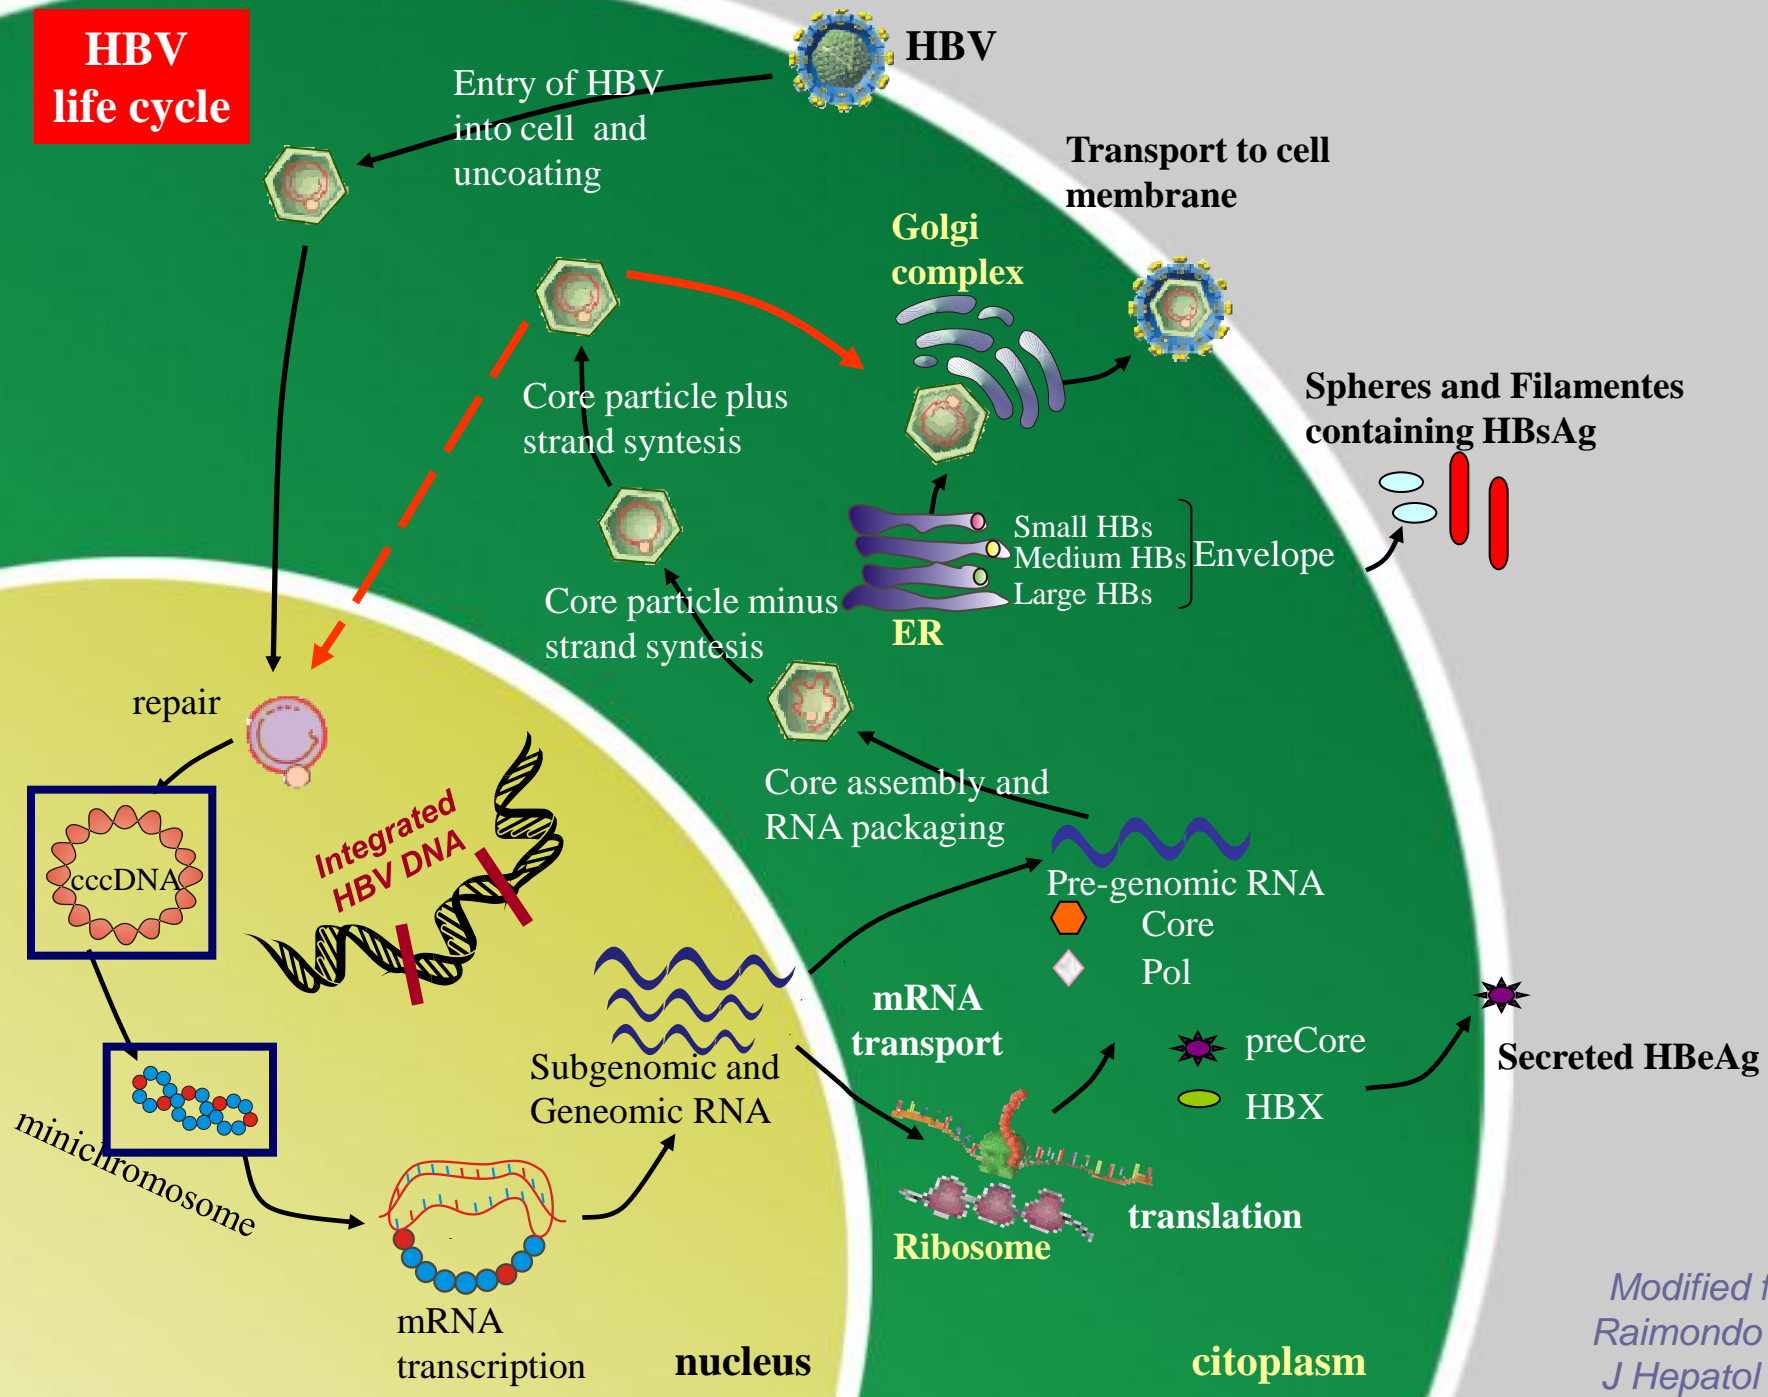 HBV
life cycle
HBV
Entry of HBV
into cell and
uncoating
Transport to cell
membrane
Golgi
complex
Core particle plus
strand syntesis
Spheres and Filamentes
containing HBsAg
Small HBs
Medium HBs
Large HBs
Envelope
ER
Core particle minus
strand syntesis
repair
Core assembly and
RNA packaging
Integrated
HBV DNA
cccDNA
Pre-genomic RNA
Core
Pol
mRNA
transport
preCore
HBX
Secreted HBeAg
Subgenomic and
Geneomic RNA
minichromosome
translation
Ribosome
mRNA
transcription
nucleus
citoplasm
Modified
Raimondo
J Hepatol